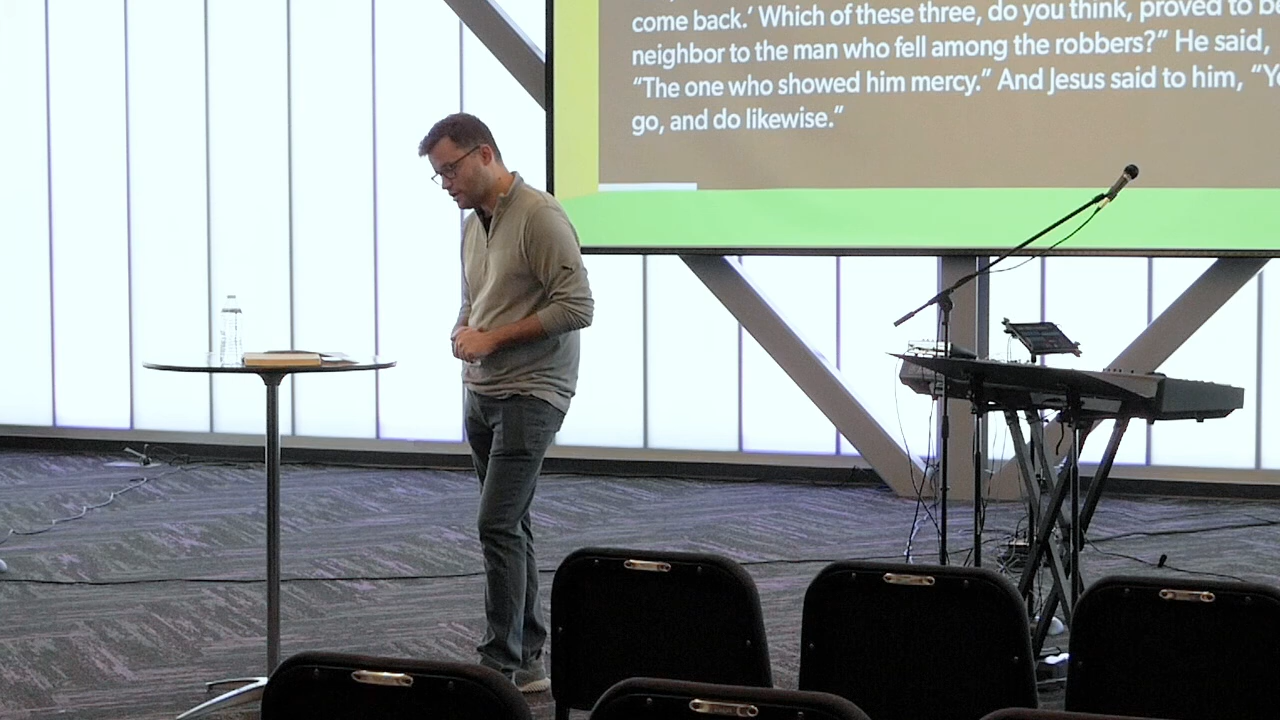 come back.’ Which of these three, do you think, proved to be
neighbor to the man who fell among the robbers?” He said,
“The one who showed him mercy.” And Jesus said to him, “Yo
go, and do likewise.”